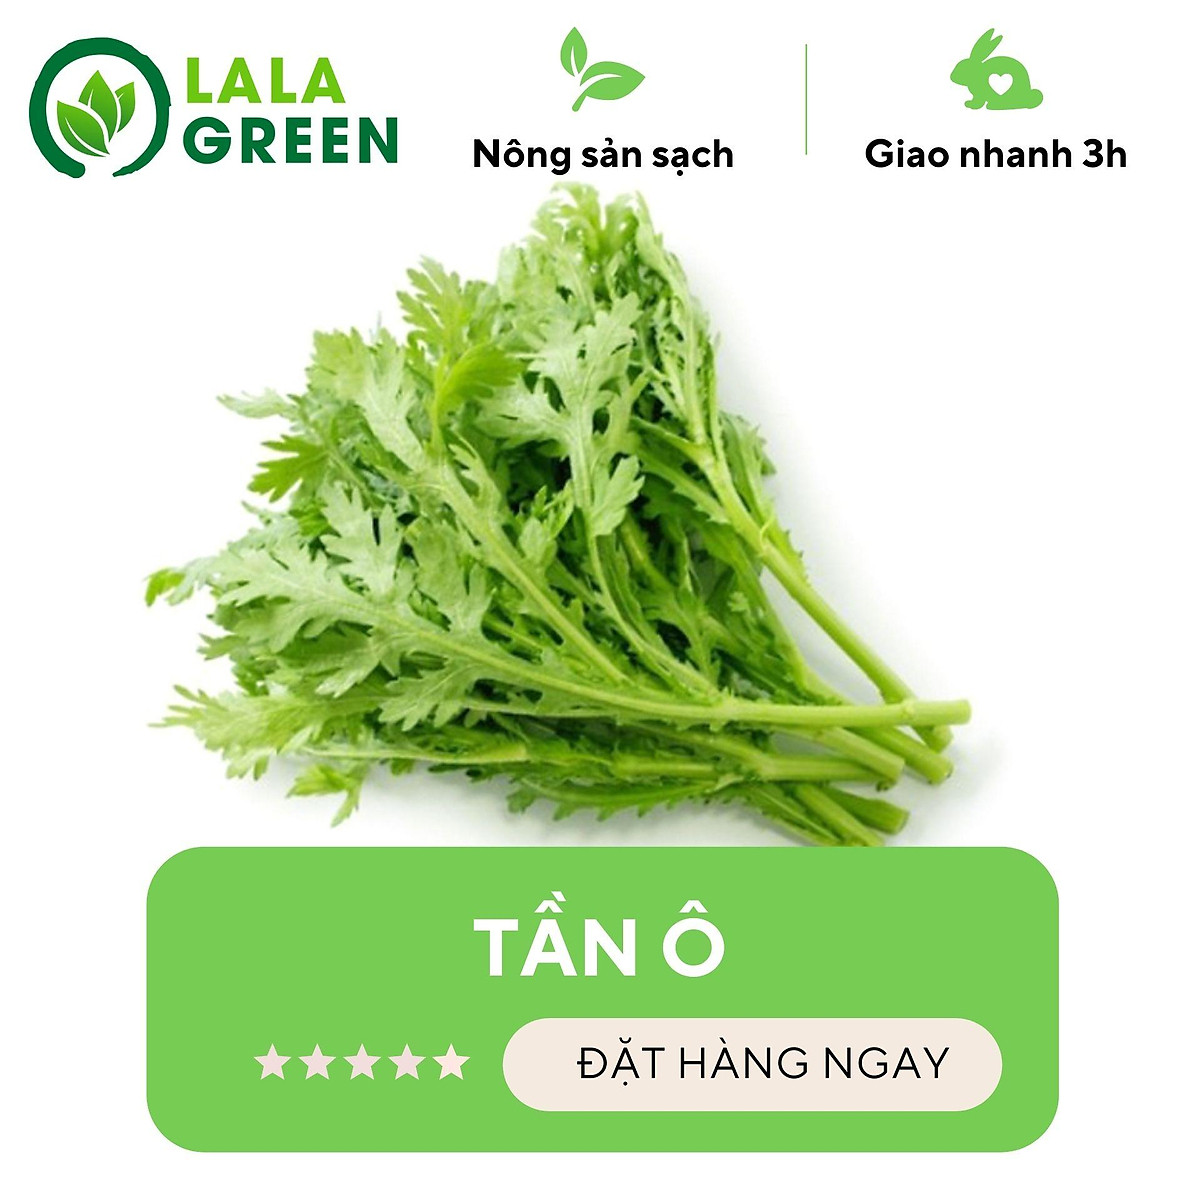 LALA
GREEN
Nông sản sạch
Giao nhanh 3h
TẦN Ô
ĐẶT HÀNG NGAY